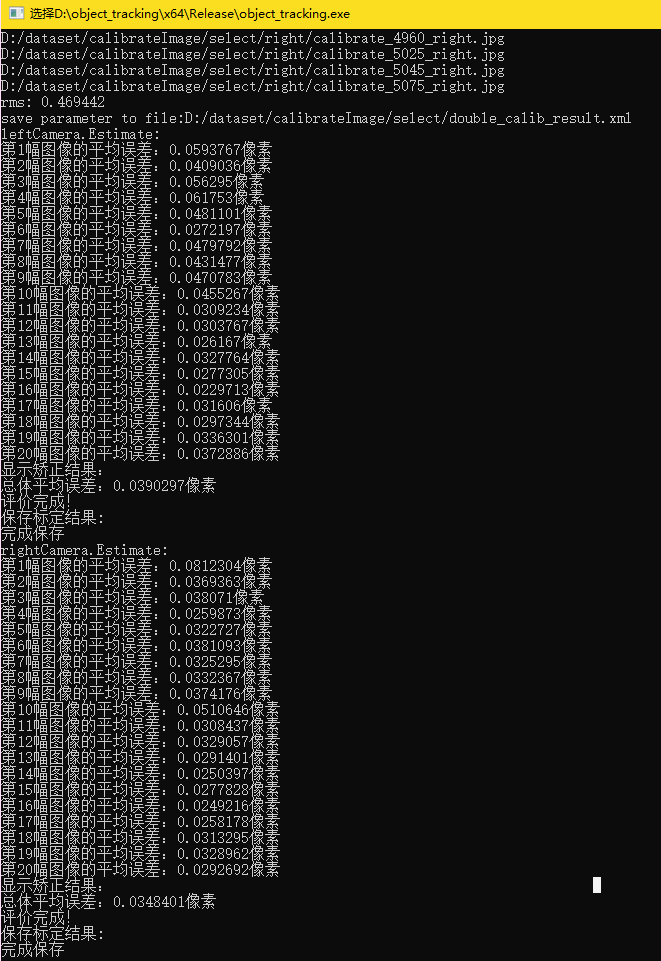 选择D:\object_tracking\x64\Release\object_tracking.exe
D:/dataset/calibrateImage/select/right/calibrate_4960_right.jpg
D:/dataset/calibrateImage/select/right/calibrate_5025_right.jpg
D:/dataset/calibrateImage/select/right/calibrate_5045_right.jpg
D:/dataset/calibrateImage/select/right/calibrate_5075_right.jpg
rms: 0.469442
save parameter to file:D:/dataset/calibrateImage/select/double_calib_result.xml
leftCamera.Estimate:
第1幅图像的平均误差：0.0593767像素
第2幅图像的平均误差：0.0409036像素
第3幅图像的平均误差：0.056295像素
第4幅图像的平均误差：0.061753像素
第5幅图像的平均误差：0.0481101像素
第6幅图像的平均误差：0.0272197像素
第7幅图像的平均误差：0.0479792像素
第8幅图像的平均误差：0.0431477像素
第9幅图像的平均误差：0.0470783像素
第10幅图像的平均误差：0.0455267像素
第11幅图像的平均误差：0.0309234像素
第12幅图像的平均误差：0.0303767像素
第13幅图像的平均误差：0.026167像素
第14幅图像的平均误差：0.0327764像素
第15幅图像的平均误差：0.0277305像素
第16幅图像的平均误差：0.0229713像素
第17幅图像的平均误差：0.031606像素
第18幅图像的平均误差：0.0297344像素
第19幅图像的平均误差：0.0336301像素
第20幅图像的平均误差：0.0372886像素
显示矫正结果：
总体平均误差：0.0390297像素
评价完成!
保存标定结果:
完成保存
rightCamera.Estimate:
第1幅图像的平均误差：0.0812304像素
第2幅图像的平均误差：0.0369363像素
第3幅图像的平均误差：0.038071像素
第4幅图像的平均误差：0.0259873像素
第5幅图像的平均误差：0.0322727像素
第6幅图像的平均误差：0.0381093像素
第7幅图像的平均误差：0.0325295像素
第8幅图像的平均误差：0.0332367像素
第9幅图像的平均误差：0.0374176像素
第10幅图像的平均误差：0.0510646像素
第11幅图像的平均误差：0.0308437像素
第12幅图像的平均误差：0.0329057像素
第13幅图像的平均误差：0.0291401像素
第14幅图像的平均误差：0.0250397像素
第15幅图像的平均误差：0.0277828像素
第16幅图像的平均误差：0.0249216像素
第17幅图像的平均误差：0.0258178像素
第18幅图像的平均误差：0.0313295像素
第19幅图像的平均误差：0.0328962像素
第20幅图像的平均误差：0.0292692像素
显示矫正结果：
总体平均误差：0.0348401像素
评价完成!
保存标定结果:
完成保存